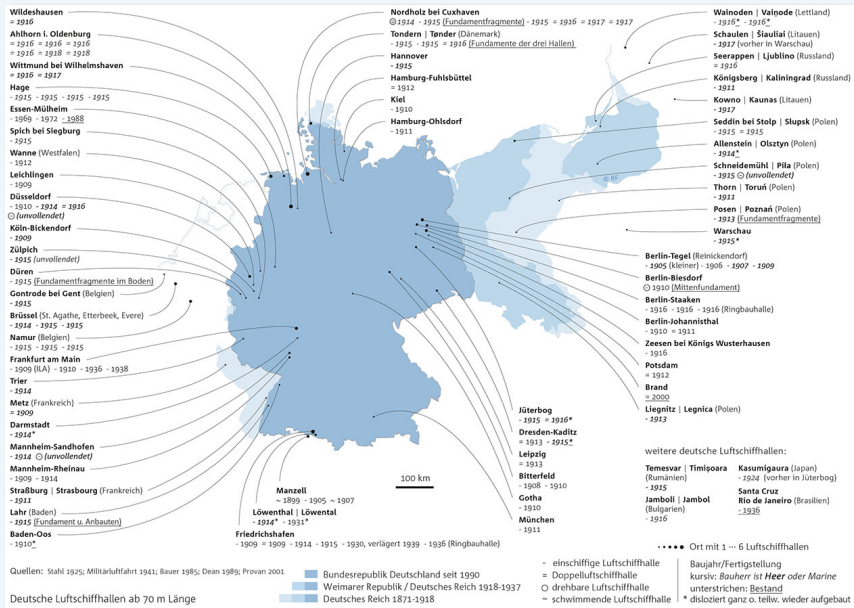 Wildeshausen
= 1916 = 1916
Ahlhorn i. Oldenburg
= 1916 = 1916 = 1916
= 1916 = 1918 = 1918
Wittmund bei Wilhelmshaven
= 1916 = 1917
Hage
- 1915 - 1915 - 1915 - 1915
Essen-Mülheim
- 1969 - 1972 - 1988
Spich bei Siegburg
- 1915
Wanne (Westfalen)
- 1912
Leichlingen
- 1909
Düsseldorf
- 1910 - 1914 = 1916
(unvollendet)
Köln-Bickendorf
- 1909
Zülpich
- 1915 (unvollendet)
Düren
- 1915 (Fundamentfragmente im Boden)
Gontrode bei Gent (Belgien)
- 1915
Brüssel (St. Agathe, Etterbeek, Evere)
- 1914 - 1915 - 1915
Namur (Belgien)
- 1915 - 1915 - 1915
Frankfurt am Main
- 1909 (ILA) - 1910 - 1936 - 1938
Trier
- 1914
Metz (Frankreich)
= 1909
Darmstadt
- 1914*
Mannheim-Sandhofen
- 1914 (unvollendet)
Mannheim-Rheinau
- 1909 - 1914
Straßburg | Strasbourg (Frankreich)
- 1911
Lahr (Baden)
- 1915 (Fundament u. Anbauten)
Baden-Oos
- 1910*
Nordholz bei Cuxhaven
1914 - 1915 (Fundamentfragmente) - 1915 = 1916 = 1917 = 1917
Tondern | Tønder (Dänemark)
- 1915 - 1915 = 1916 (Fundamente der drei Hallen)
Hannover
- 1915
Hamburg-Fuhlsbüttel
= 1912
Kiel
- 1910
Hamburg-Ohlsdorf
- 1911
Wainoden | Vaiņode (Lettland)
- 1916* - 1916*
Schaulen | Šiauliai (Litauen)
- 1917 (vorher in Warschau)
Seerappen | Ljublino (Russland)
= 1916
Königsberg | Kaliningrad (Russland)
- 1911
Kowno | Kaunas (Litauen)
- 1917
Seddin bei Stolp | Słupsk (Polen)
- 1915 = 1915
Allenstein | Olsztyn (Polen)
- 1914*
Schneidemühl | Piła (Polen)
- 1915 (unvollendet)
Thorn | Toruń (Polen)
- 1911
Posen | Poznań (Polen)
- 1913 (Fundamentfragmente)
Warschau
- 1915*
Berlin-Tegel (Reinickendorf)
- 1905 (kleiner) - 1906 - 1907 - 1909
Berlin-Biesdorf
1910 (Mittenfundament)
Berlin-Staaken
- 1916 - 1916 - 1916 (Ringbauhalle)
Berlin-Johannisthal
- 1910 = 1911
Zeesen bei Königs Wusterhausen
- 1916
Potsdam
= 1912
Brand
= 2000
Liegnitz | Legnica (Polen)
- 1913
© RF
Jüterbog
- 1915 = 1916*
Dresden-Kaditz
= 1913 - 1915*
Leipzig
= 1913
Bitterfeld
- 1908 - 1910
Gotha
- 1910
München
- 1911
100 km
Manzell
~ 1899 - 1905 ~ 1907
Löwenthal | Löwental
- 1914* - 1931*
Friedrichshafen
- 1909 = 1909 - 1914 - 1915 - 1930, verlägert 1939 - 1936 (Ringbauhalle)
weitere deutsche Luftschiffhallen:
Temesvar | Timişoara
(Rumänien)
- 1915
Jamboli | Jambol
(Bulgarien)
- 1916
Kasumigaura (Japan)
- 1924 (vorher in Jüterbog)
Santa Cruz
Rio de Janeiro (Brasilien)
- 1936
Ort mit 1 ··· 6 Luftschiffhallen
Quellen: Stahl 1925; Militärluftfahrt 1941; Bauer 1985; Dean 1989; Provan 2001
Deutsche Luftschiffhallen ab 70 m Länge
Bundesrepublik Deutschland seit 1990
Weimarer Republik / Deutsches Reich 1918-1937
Deutsches Reich 1871-1918
- einschiffige Luftschiffhalle
= Doppelluftschiffhalle
○ drehbare Luftschiffhalle
~ schwimmende Luftschiffhalle
Baujahr/Fertigstellung
kursiv: Bauherr ist Heer oder Marine
unterstrichen: Bestand
* disloziert ganz o. teilw. wieder aufgebaut